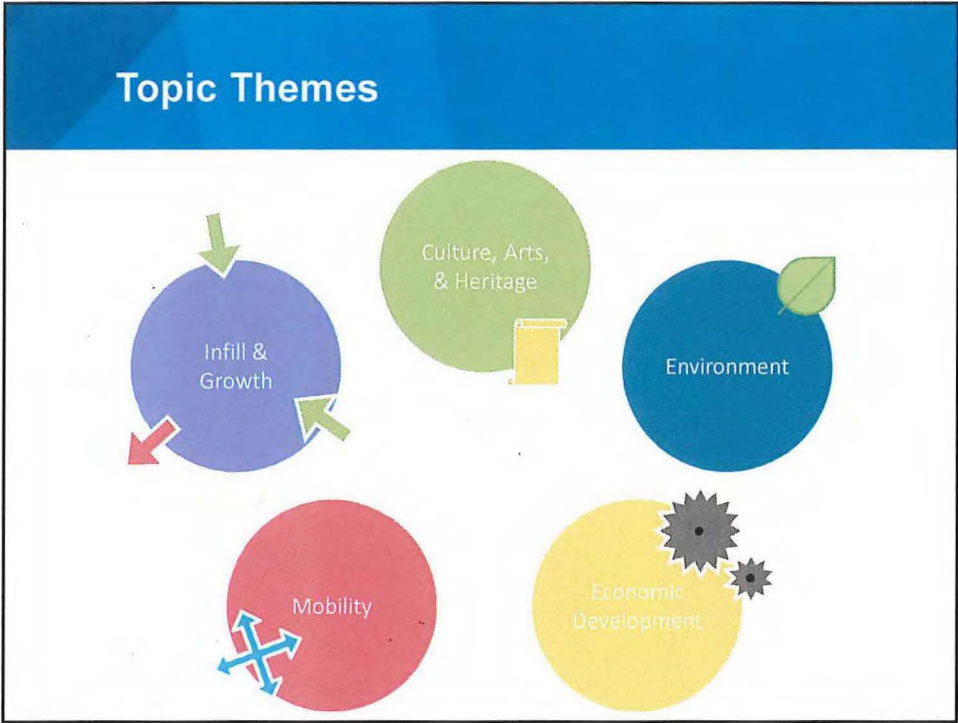 Topic Themes
Culture, Arts,
& Heritage
Infill &
Growth
Environment
Mobility
Economic
Development